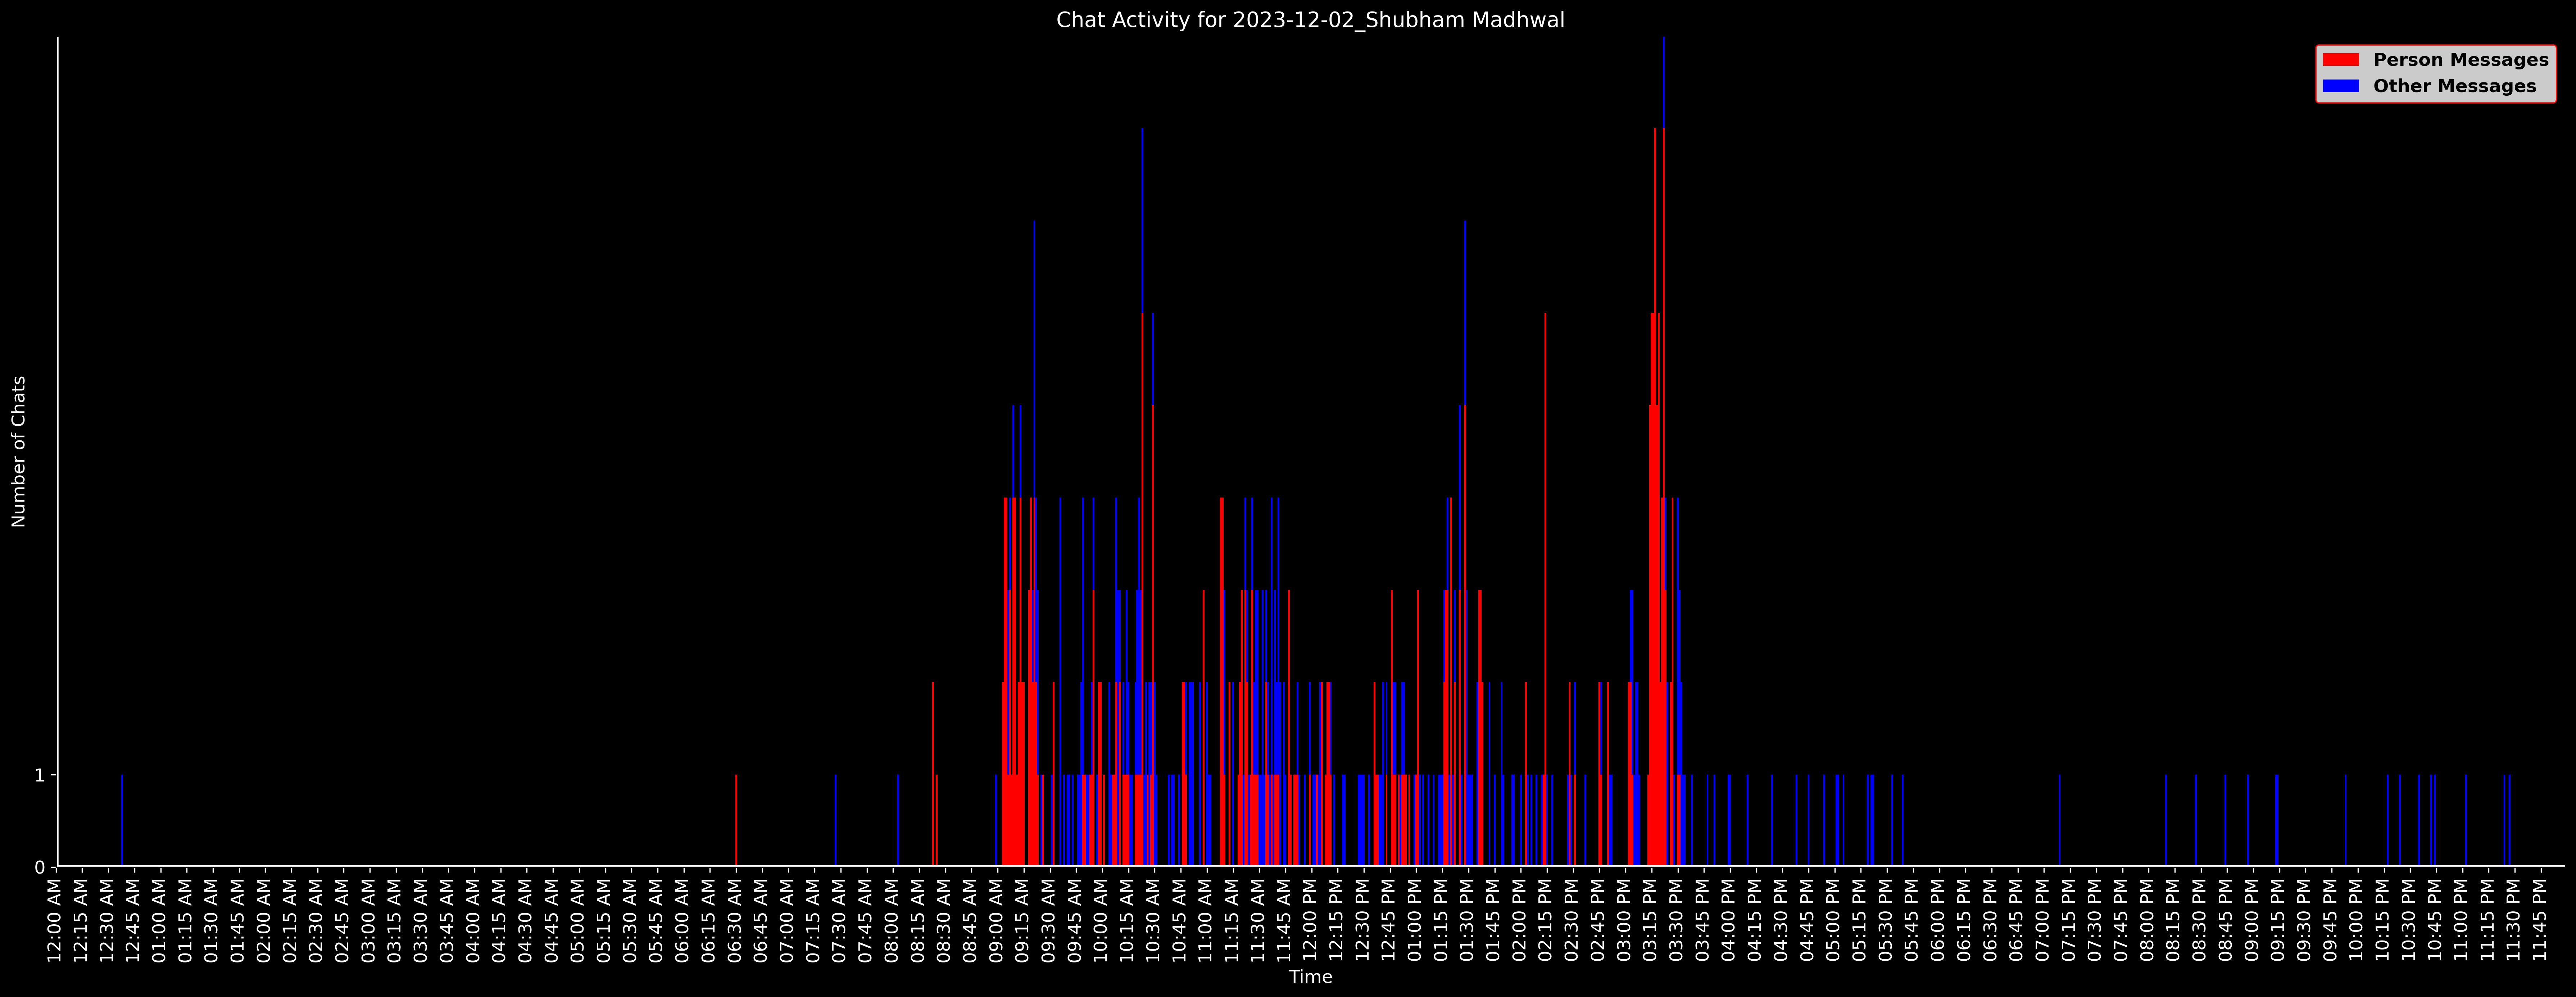 Chat Activity for 2023-12-02_Shubham Madhwal
Person Messages
Other Messages
Number of Chats
1
0
12:00 AM
12:15 AM
12:30 AM
12:45 AM
01:00 AM
01:15 AM
01:30 AM
01:45 AM
02:00 AM
02:15 AM
02:30 AM
02:45 AM
03:00 AM
03:15 AM
03:30 AM
03:45 AM
04:00 AM
04:15 AM
04:30 AM
04:45 AM
05:00 AM
05:15 AM
05:30 AM
05:45 AM
06:00 AM
06:15 AM
06:30 AM
06:45 AM
07:00 AM
07:15 AM
07:30 AM
07:45 AM
08:00 AM
08:15 AM
08:30 AM
08:45 AM
09:00 AM
09:15 AM
09:30 AM
09:45 AM
10:00 AM
10:15 AM
10:30 AM
10:45 AM
11:00 AM
11:15 AM
11:30 AM
11:45 AM
12:00 PM
12:15 PM
12:30 PM
12:45 PM
01:00 PM
01:15 PM
01:30 PM
01:45 PM
02:00 PM
02:15 PM
02:30 PM
02:45 PM
03:00 PM
03:15 PM
03:30 PM
03:45 PM
04:00 PM
04:15 PM
04:30 PM
04:45 PM
05:00 PM
05:15 PM
05:30 PM
05:45 PM
06:00 PM
06:15 PM
06:30 PM
06:45 PM
07:00 PM
07:15 PM
07:30 PM
07:45 PM
08:00 PM
08:15 PM
08:30 PM
08:45 PM
09:00 PM
09:15 PM
09:30 PM
09:45 PM
10:00 PM
10:15 PM
10:30 PM
10:45 PM
11:00 PM
11:15 PM
11:30 PM
11:45 PM
Time